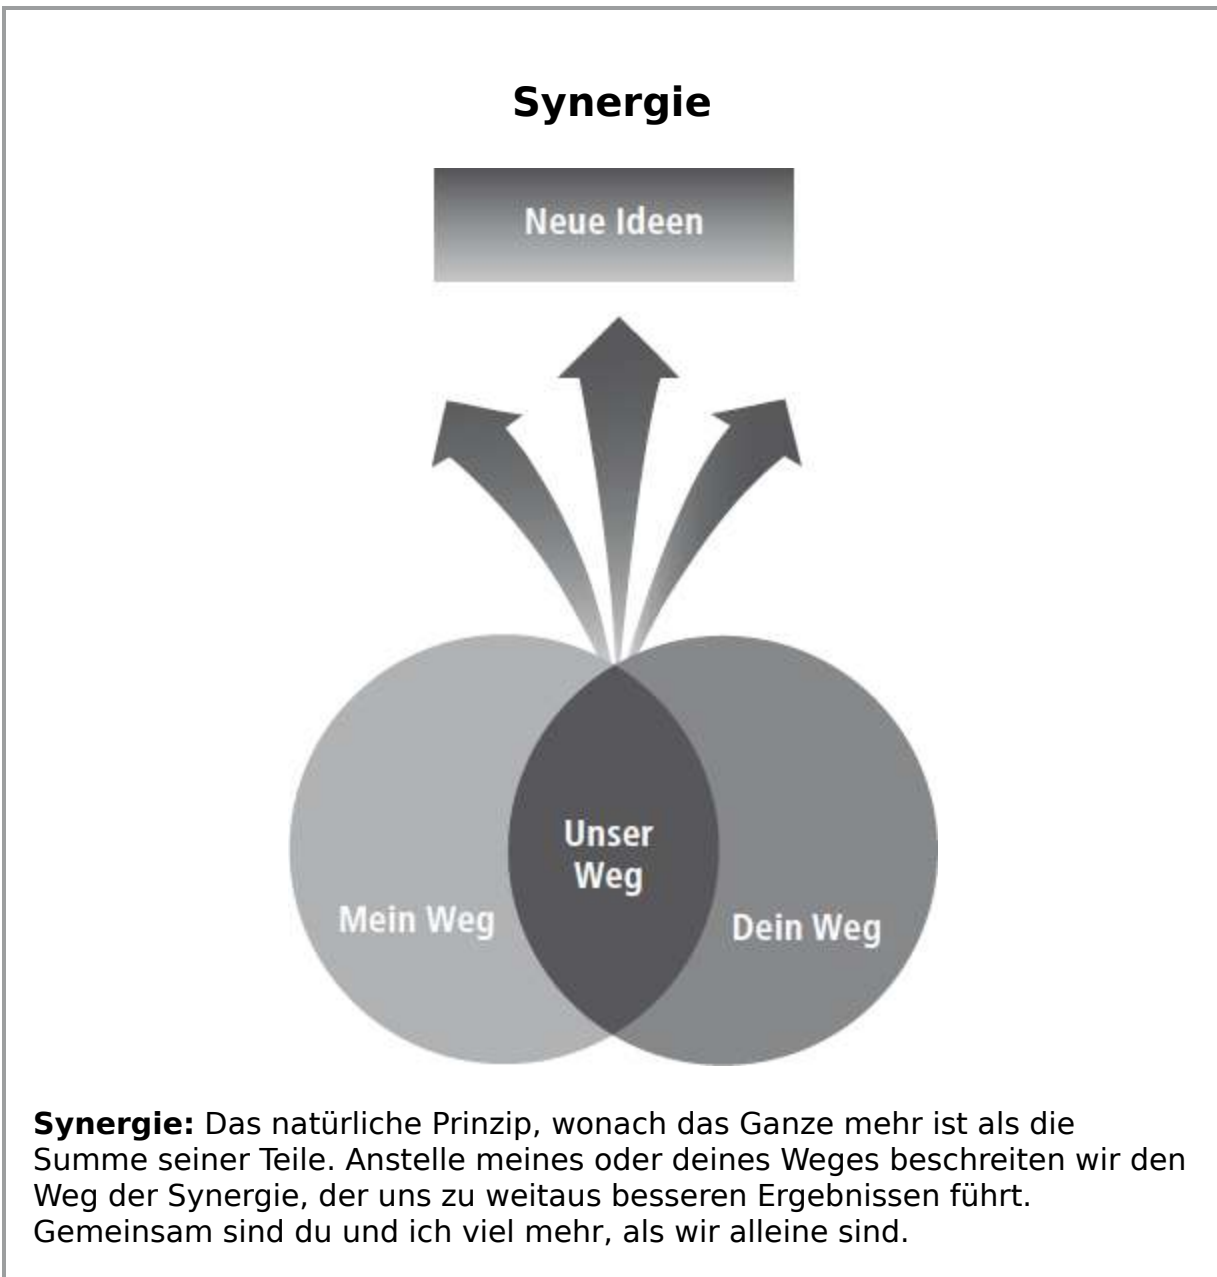 Synergie
Neue Ideen
Unser
Weg
Mein Weg
Dein Weg
Synergie: Das natürliche Prinzip, wonach das Ganze mehr ist als die
Summe seiner Teile. Anstelle meines oder deines Weges beschreiten wir den
Weg der Synergie, der uns zu weitaus besseren Ergebnissen führt.
Gemeinsam sind du und ich viel mehr, als wir alleine sind.